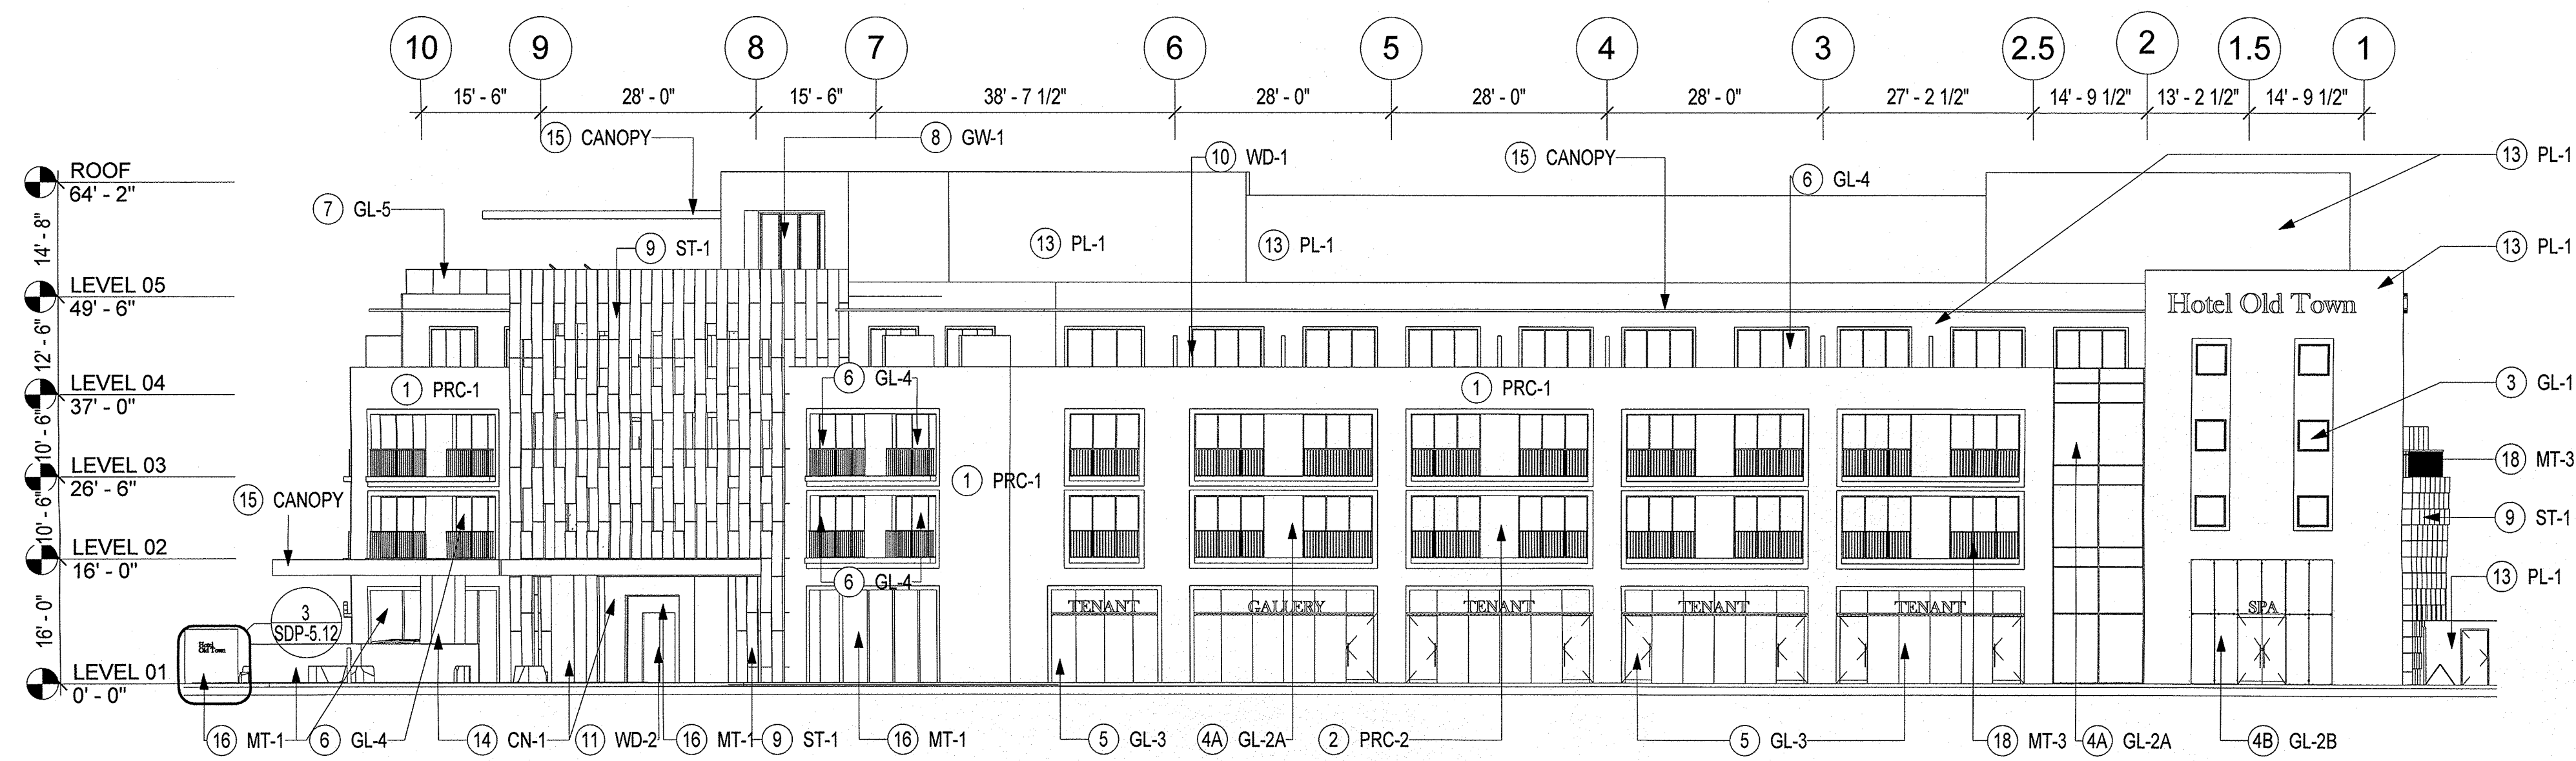 10 9 8 7 6 5 4 3 2.5 2 1.5 1
15' - 6" 28' - 0" 15' - 6" 38' - 7 1/2" 28' - 0" 28' - 0" 28' - 0" 27' - 2 1/2" 14' - 9 1/2" 13' - 2 1/2" 14' - 9 1/2"
15 CANOPY
8 GW-1
10 WD-1
15 CANOPY
13 PL-1
ROOF
64' - 2"
6 GL-4
7 GL-5
14' - 8"
9 ST-1
13 PL-1
13 PL-1
13 PL-1
LEVEL 05
49' - 6"
Hotel Old Town
12' - 6"
LEVEL 04
37' - 0"
1 PRC-1
6 GL-4
1 PRC-1
3 GL-1
10' - 6"
LEVEL 03
26' - 6"
1 PRC-1
18 MT-3
15 CANOPY
10' - 6"
9 ST-1
LEVEL 02
16' - 0"
6 GL-4
13 PL-1
3
SDP-5.12
TENANT
GALLERY
TENANT
TENANT
TENANT
SPA
16' - 0"
Hotel
Old Town
LEVEL 01
0' - 0"
16 MT-1
6 GL-4
14 CN-1
11 WD-2
16 MT-1
9 ST-1
16 MT-1
5 GL-3
4A GL-2A
2 PRC-2
5 GL-3
18 MT-3
4A GL-2A
4B GL-2B